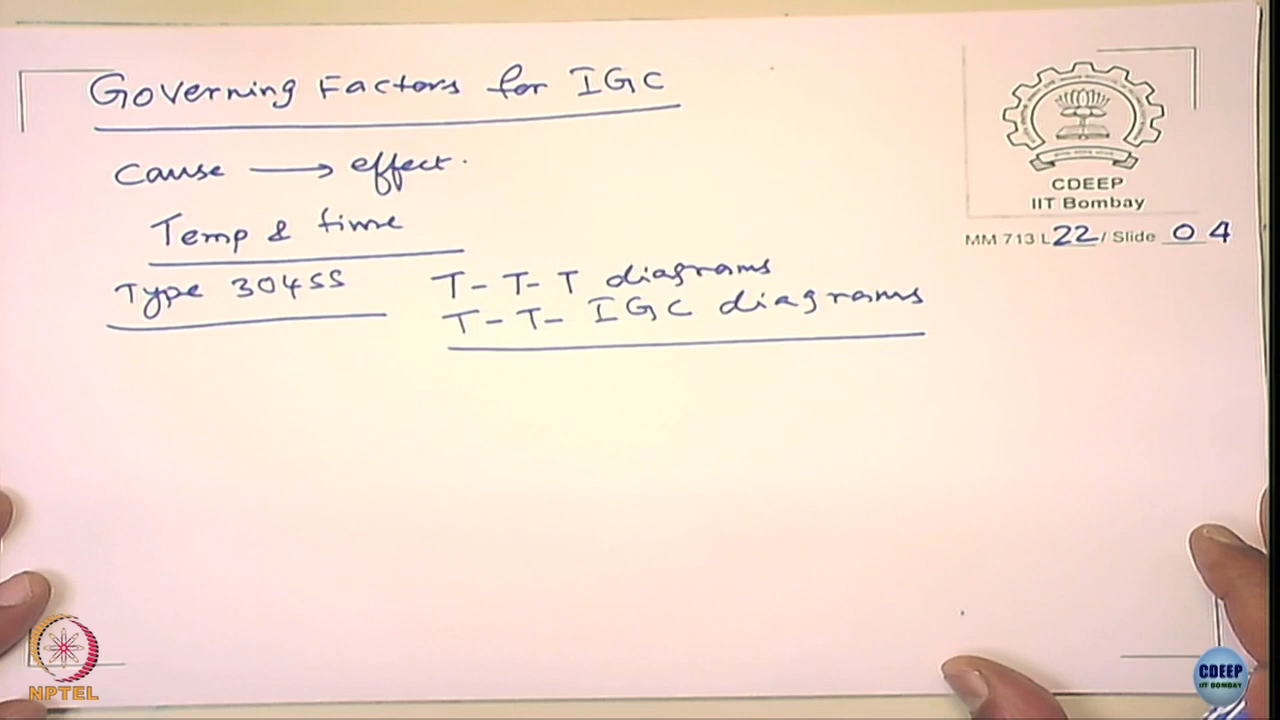 Governing Factors for IGC
Cause → effect.
Temp & time
Type 304SS
T-T-T diagrams
T-T-IGC diagrams
CDEEP
IIT Bombay
MM 713 L22 / Slide 04
NPTEL
CDEEP
IIT BOMBAY